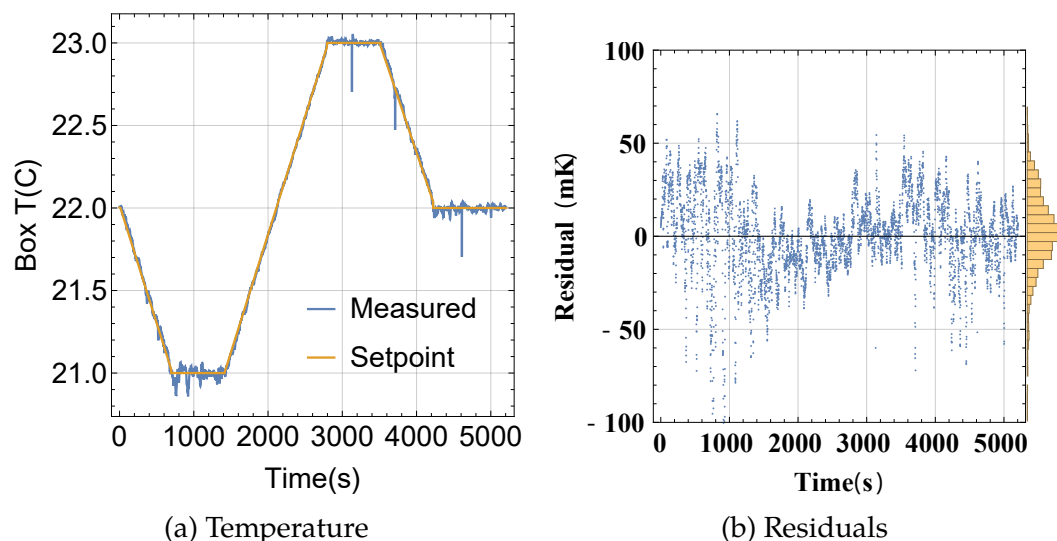 23.0
22.5
22.0
21.5
21.0
Box T(C)
0 1000 2000 3000 4000 5000
Time(s)
Measured
Setpoint
(a) Temperature
100
50
0
- 50
- 100
Residual (mK)
0 1000 2000 3000 4000 5000
Time(s)
(b) Residuals